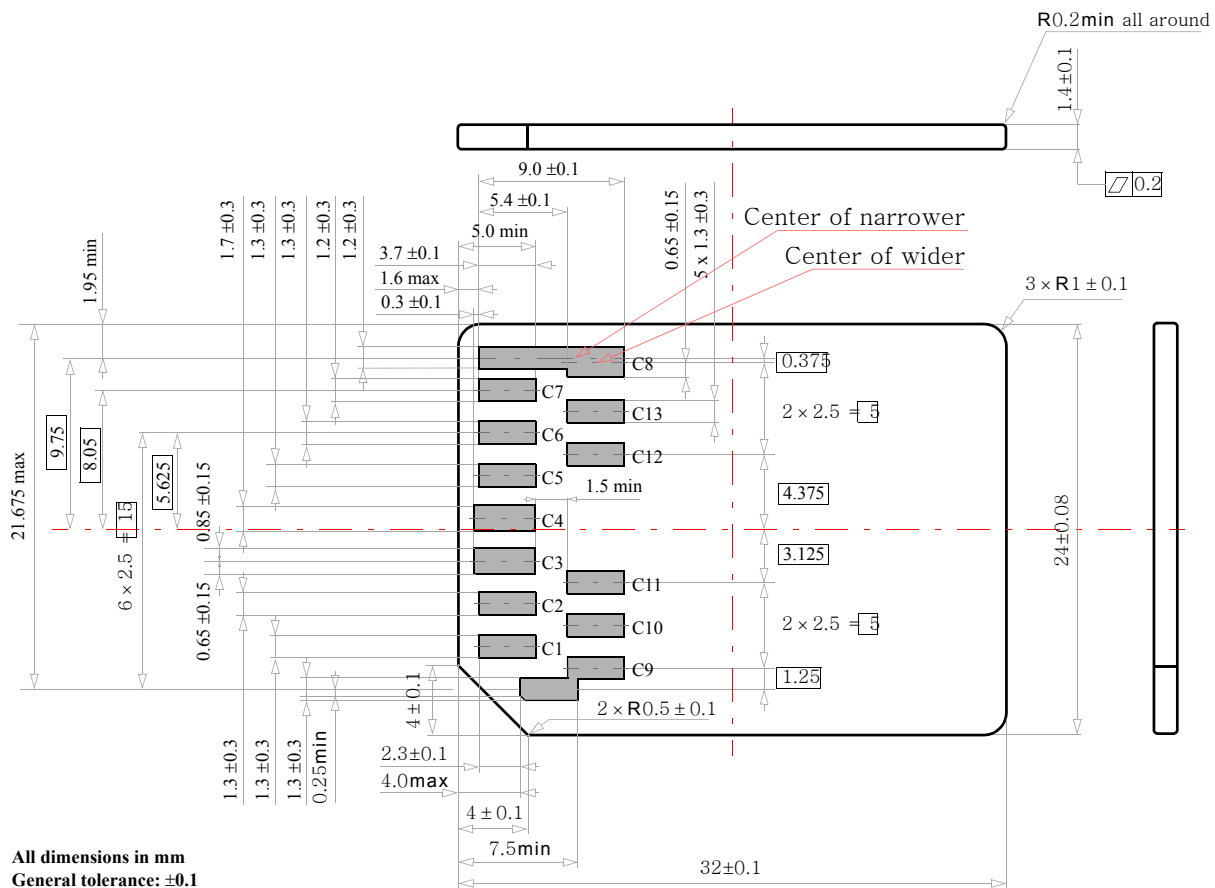 R0.2min all around
1.4±0.1
0.2
9.0 ±0.1
5.4 ±0.1
5.0 min
3.7 ±0.1
1.6 max
0.3 ±0.1
1.95 min
1.7 ±0.3
1.3 ±0.3
1.3 ±0.3
1.2 ±0.3
1.2 ±0.3
0.65 ±0.15
5 x 1.3 ±0.3
Center of narrower
Center of wider
3 × R1 ± 0.1
C8
0.375
C7
C13
2 × 2.5 = 5
C6
C12
9.75
8.05
5.625
C5
1.5 min
4.375
21.675 max
6 × 2.5 = 15
0.85 ±0.15
C4
24±0.08
3.125
C3
C11
0.65 ±0.15
C2
C10
2 × 2.5 = 5
C1
C9
1.25
4 ± 0.1
2 × R0.5 ± 0.1
1.3 ±0.3
1.3 ±0.3
1.3 ±0.3
0.25min
2.3±0.1
4.0max
4 ± 0.1
7.5min
32±0.1
All dimensions in mm
General tolerance: ±0.1